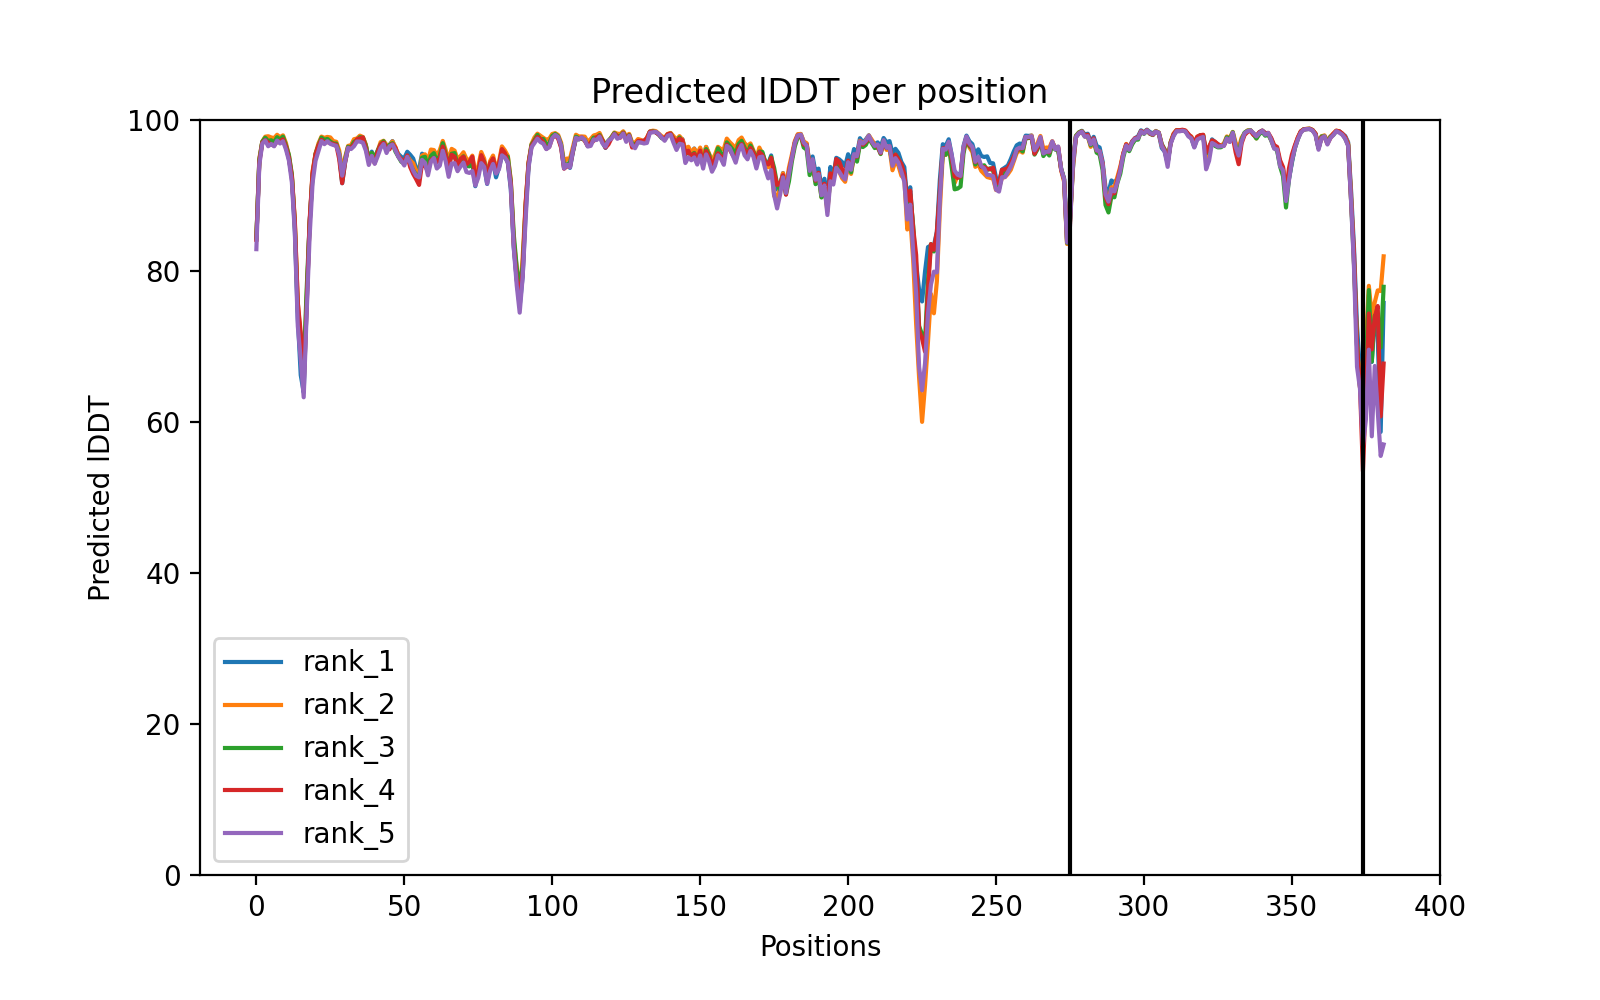 Predicted lDDT per position
100
80
60
40
20
0
Predicted lDDT
rank_1
rank_2
rank_3
rank_4
rank_5
0 50 100 150 200 250 300 350 400
Positions